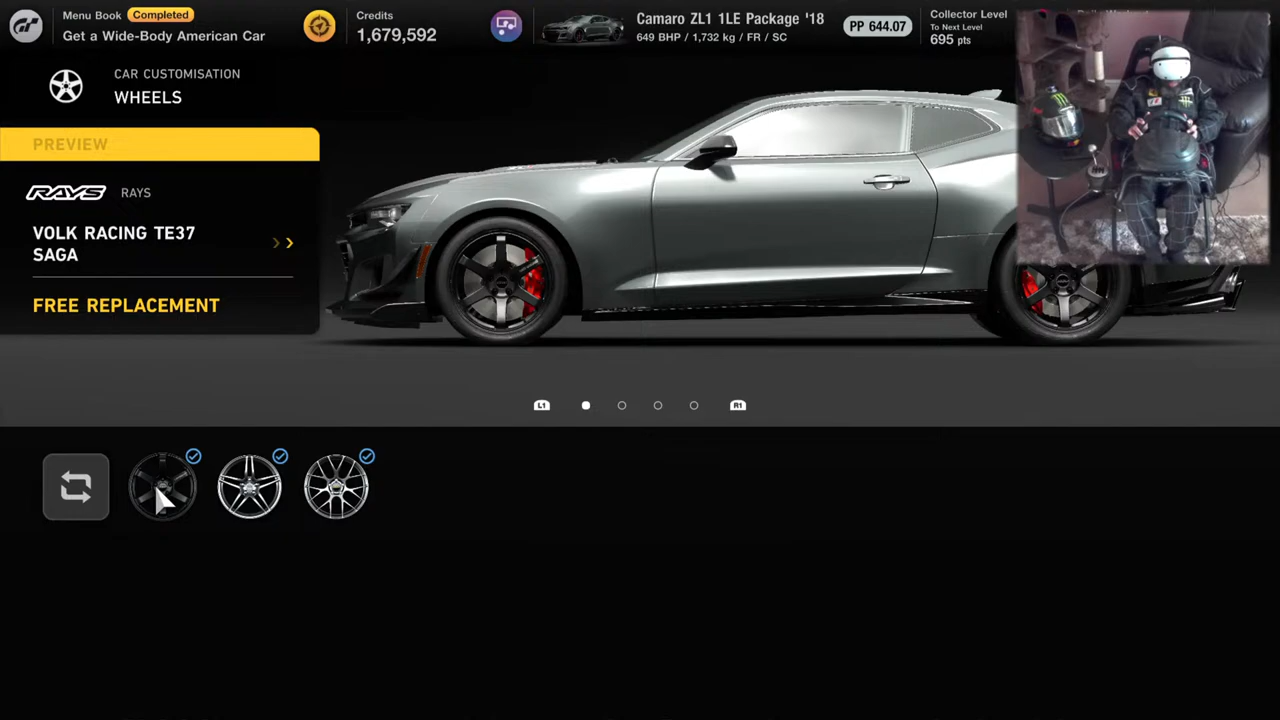 Menu Book Completed
Get a Wide-Body American Car
Credits
1,679,592
Camaro ZL1 1LE Package '18
649 BHP / 1,732 kg / FR / SC
PP 644.07
Collector Level
To Next Level
695 pts
CAR CUSTOMISATION
WHEELS
PREVIEW
RAYS RAYS
VOLK RACING TE37
SAGA
FREE REPLACEMENT
L1
R1